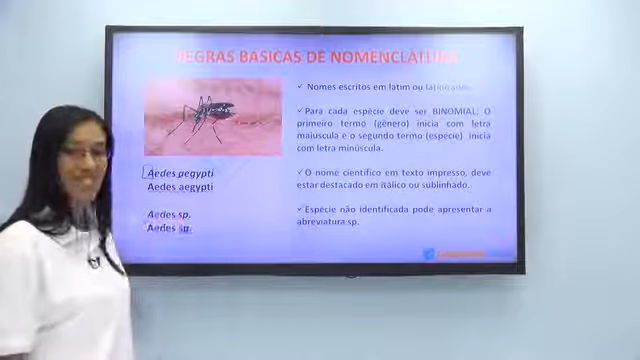 REGRAS BÁSICAS DE NOMENCLATURA
Aedes aegypti
Aedes aegypti
Aedes sp.
Aedes sp.
✓ Nomes escritos em latim ou latinizados.
✓ Para cada espécie deve ser BINOMIAL; O
primeiro termo (gênero) inicia com letra
maiúscula e o segundo termo (espécie) inicia
com letra minúscula.
✓ O nome científico em texto impresso, deve
estar destacado em itálico ou sublinhado.
✓ Espécie não identificada pode apresentar a
abreviatura sp.